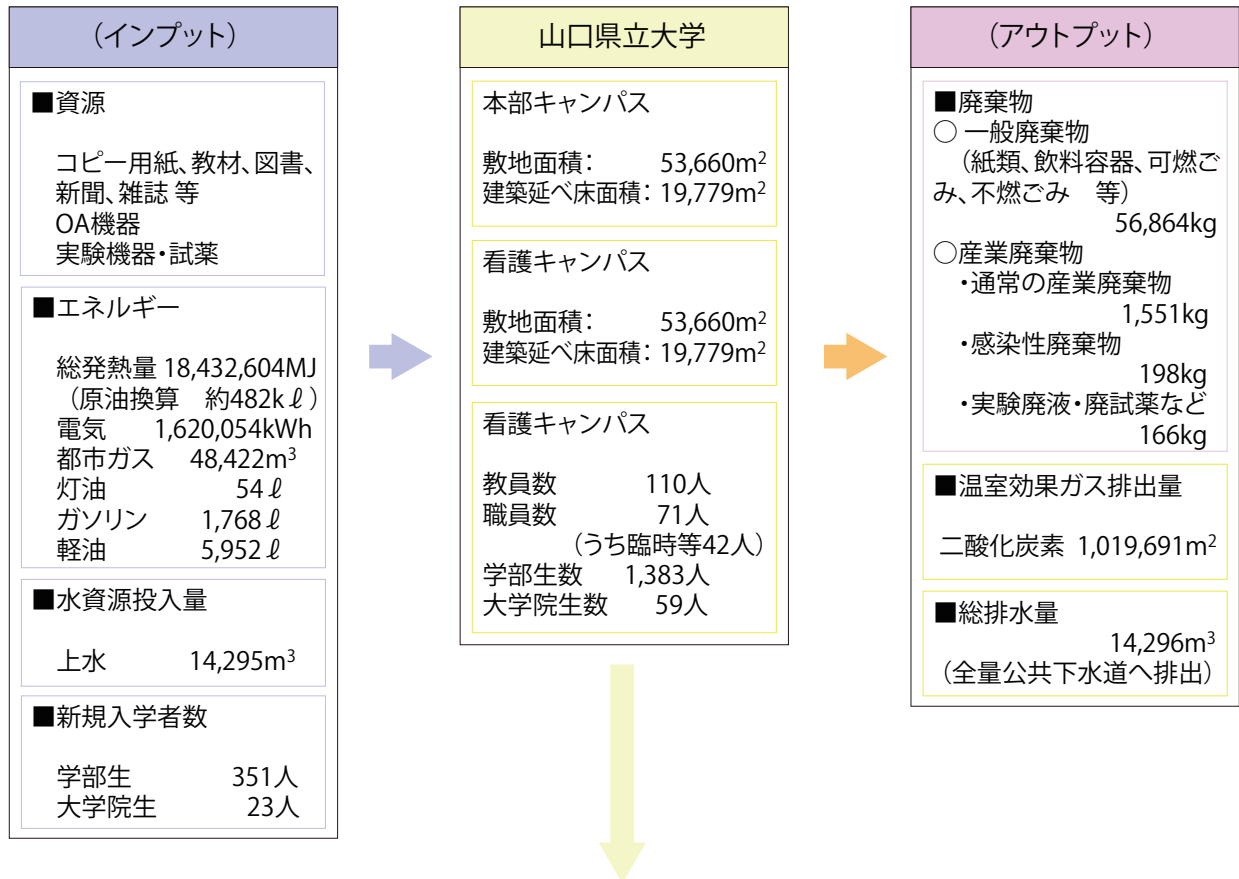 (インプット)
■資源
コピー用紙、教材、図書、
新聞、雑誌 等
OA機器
実験機器・試薬
■エネルギー
総発熱量 18,432,604MJ
(原油換算 約482kℓ)
電気 1,620,054kWh
都市ガス 48,422m³
灯油 54ℓ
ガソリン 1,768ℓ
軽油 5,952ℓ
■水資源投入量
上水 14,295m³
■新規入学者数
学部生 351人
大学院生 23人
山口県立大学
本部キャンパス
敷地面積: 53,660m²
建築延べ床面積: 19,779m²
看護キャンパス
敷地面積: 53,660m²
建築延べ床面積: 19,779m²
看護キャンパス
教員数 110人
職員数 71人
(うち臨時等42人)
学部生数 1,383人
大学院生数 59人
(アウトプット)
■廃棄物
○ 一般廃棄物
(紙類、飲料容器、可燃ご
み、不燃ごみ 等)
56,864kg
○産業廃棄物
・通常の産業廃棄物
1,551kg
・感染性廃棄物
198kg
・実験廃液・廃試薬など
166kg
■温室効果ガス排出量
二酸化炭素 1,019,691m²
■総排水量
14,296m³
(全量公共下水道へ排出)